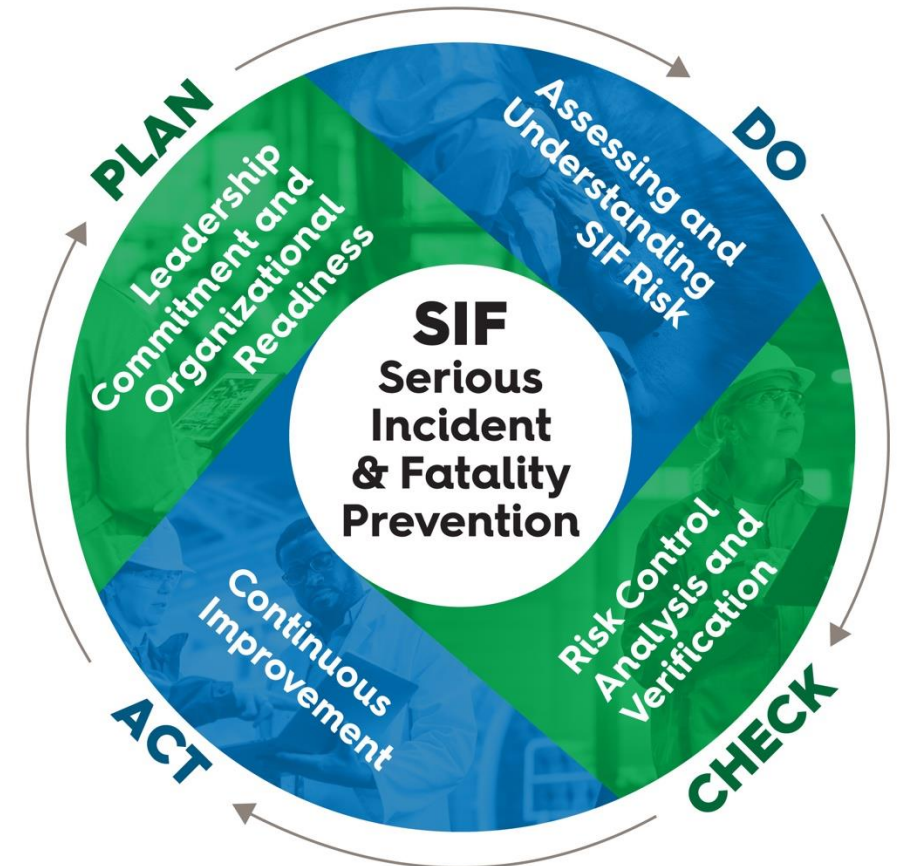 PLAN
Leadership
Commitment and
Organizational
Readiness
DO
Assessing and
Understanding
SIF Risk
SIF
Serious
Incident
& Fatality
Prevention
CHECK
Risk Control
Analysis and
Verification
ACT
Continuous
Improvement